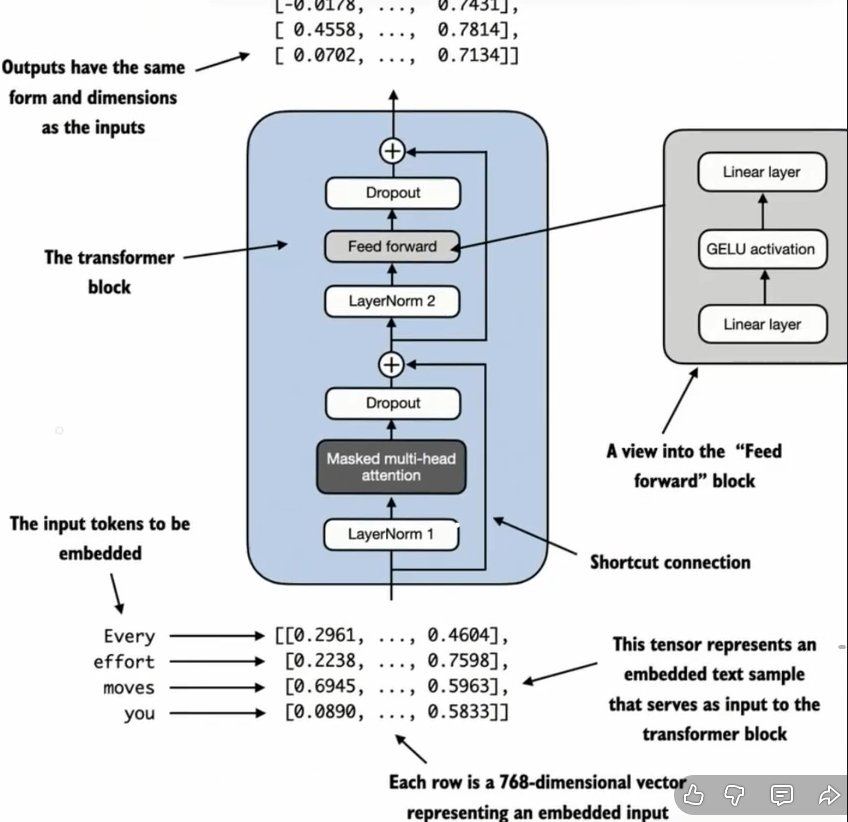 [-0.0178, ..., 0.7431],
[ 0.4558, ..., 0.7814],
[ 0.0702, ..., 0.7134]]
Outputs have the same
form and dimensions
as the inputs
Dropout
Feed forward
LayerNorm 2
The transformer
block
Linear layer
GELU activation
Linear layer
Dropout
Masked multi-head
attention
LayerNorm 1
A view into the “Feed
forward” block
Shortcut connection
The input tokens to be
embedded
Every
effort
moves
you
[[0.2961, ..., 0.4604],
[0.2238, ..., 0.7598],
[0.6945, ..., 0.5963],
[0.0890, ..., 0.5833]]
This tensor represents an
embedded text sample
that serves as input to the
transformer block
Each row is a 768-dimensional vector
representing an embedded input